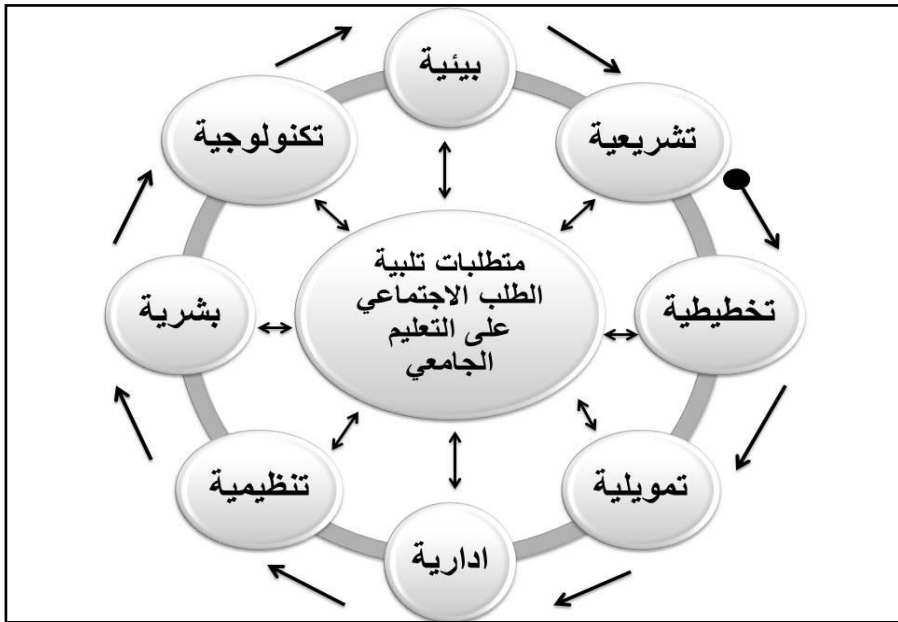 بيئية
تشريعية
تكنولوجية
متطلبات تلبية
الطلب الاجتماعي
على التعليم
الجامعي
تخطيطية
بشرية
تمويلية
تنظيمية
ادارية